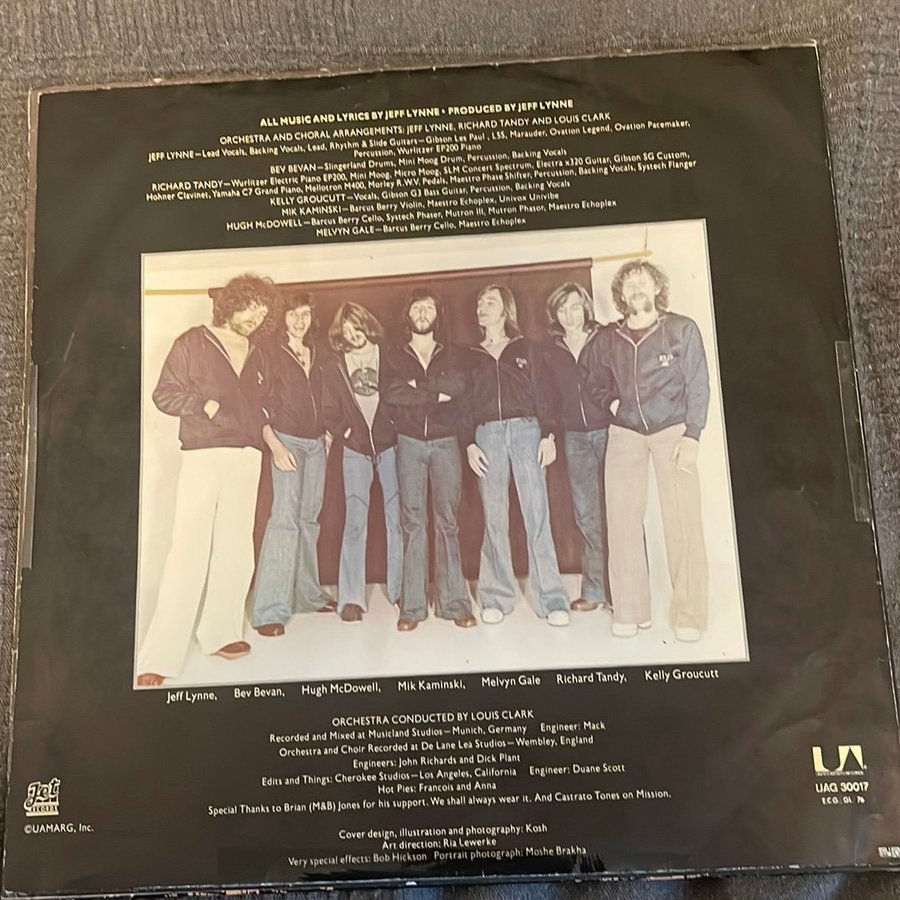 ALL MUSIC AND LYRICS BY JEFF LYNNE • PRODUCED BY JEFF LYNNE
ORCHESTRA AND CHORAL ARRANGEMENTS: JEFF LYNNE, RICHARD TANDY AND LOUIS CLARK
JEFF LYNNE—Lead Vocals, Backing Vocals, Lead, Rhythm & Slide Guitars—Gibson Les Paul, L5S, Marauder, Ovation Legend, Ovation Pacemaker,
Percussion, Wurlitzer EP200 Piano
BEV BEVAN—Slingerland Drums, Mini Moog Drum, Percussion, Backing Vocals
RICHARD TANDY—Wurlitzer Electric Piano EP200, Mini Moog, Micro Moog, SLM Concert Spectrum, Electra x320 Guitar, Gibson SG Custom,
Hohner Clavinet, Yamaha C7 Grand Piano, Mellotron M400, Morley R.W.V. Pedals, Maestro Phase Shifter, Percussion, Backing Vocals, Systech Flanger
KELLY GROUCUTT—Vocals, Gibson G3 Bass Guitar, Percussion, Backing Vocals
MIK KAMINSKI—Barcus Berry Violin, Maestro Echoplex, Univox Univibe
HUGH McDOWELL—Barcus Berry Cello, Systech Phaser, Mutron III, Mutron Phasor, Maestro Echoplex
MELVYN GALE—Barcus Berry Cello, Maestro Echoplex
Jeff Lynne, Bev Bevan, Hugh McDowell, Mik Kaminski, Melvyn Gale Richard Tandy, Kelly Groucutt
ORCHESTRA CONDUCTED BY LOUIS CLARK
Recorded and Mixed at Musicland Studios—Munich, Germany Engineer: Mack
Orchestra and Choir Recorded at De Lane Lea Studios—Wembley, England
Engineers: John Richards and Dick Plant
Edits and Things: Cherokee Studios—Los Angeles, California Engineer: Duane Scott
Hot Pies: Francois and Anna
Special Thanks to Brian (M&B) Jones for his support. We shall always wear it. And Castrato Tones on Mission.
Cover design, illustration and photography: Kosh
Art direction: Ria Lewerke
Very special effects: Bob Hickson Portrait photograph: Moshe Brakha
Jet
RECORDS
©UAMARG, Inc.
UA
UNITED ARTISTS RECORDS
UAG 30017